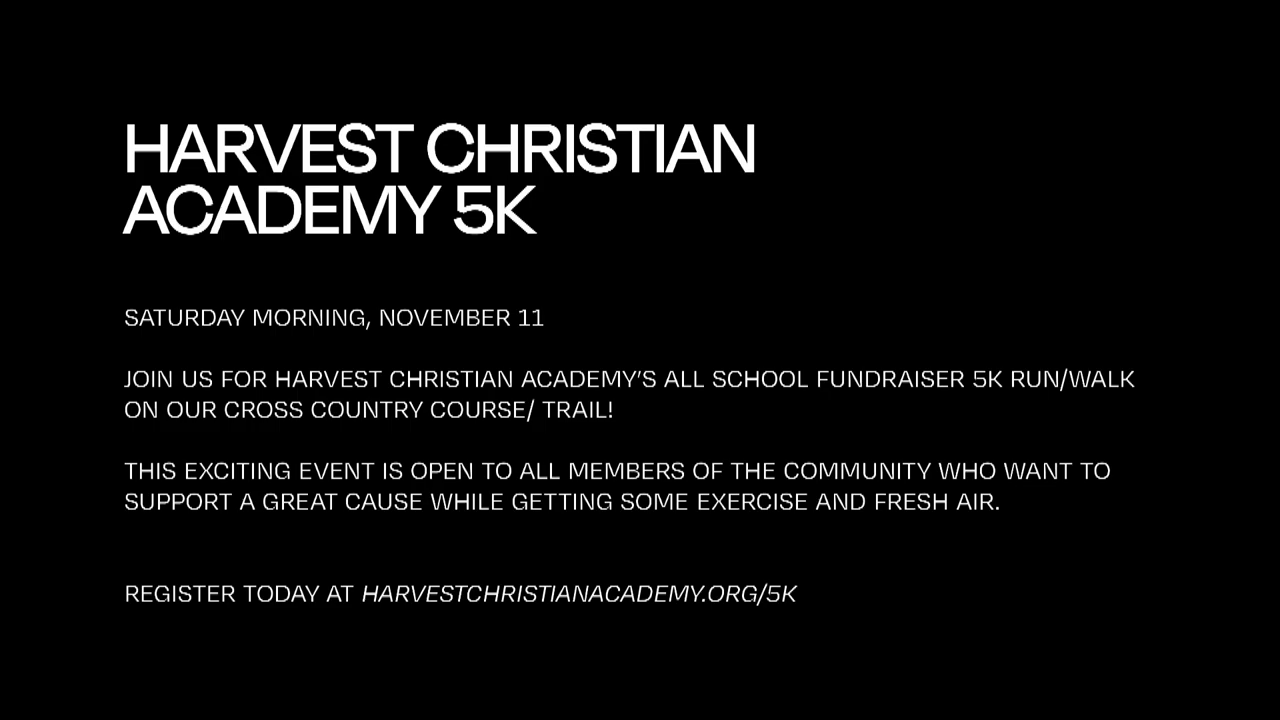 HARVEST CHRISTIAN
ACADEMY 5K
SATURDAY MORNING, NOVEMBER 11
JOIN US FOR HARVEST CHRISTIAN ACADEMY’S ALL SCHOOL FUNDRAISER 5K RUN/WALK
ON OUR CROSS COUNTRY COURSE/ TRAIL!
THIS EXCITING EVENT IS OPEN TO ALL MEMBERS OF THE COMMUNITY WHO WANT TO
SUPPORT A GREAT CAUSE WHILE GETTING SOME EXERCISE AND FRESH AIR.
REGISTER TODAY AT HARVESTCHRISTIANACADEMY.ORG/5K